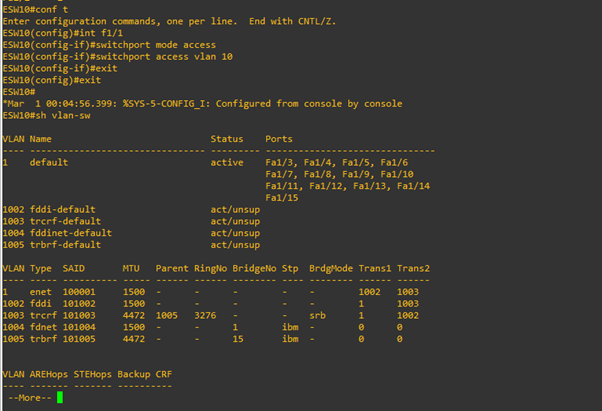 ESW10#conf t
Enter configuration commands, one per line.  End with CNTL/Z.
ESW10(config)#int f1/1
ESW10(config-if)#switchport mode access
ESW10(config-if)#switchport access vlan 10
ESW10(config-if)#exit
ESW10(config)#exit
ESW10#
*Mar  1 00:04:56.399: %SYS-5-CONFIG_I: Configured from console by console
ESW10#sh vlan-sw
VLAN Name                             Status    Ports
---- -------------------------------- --------- -------------------------------
1    default                          active    Fa1/3, Fa1/4, Fa1/5, Fa1/6
                                                Fa1/7, Fa1/8, Fa1/9, Fa1/10
                                                Fa1/11, Fa1/12, Fa1/13, Fa1/14
                                                Fa1/15
1002 fddi-default                     act/unsup
1003 trcrf-default                    act/unsup
1004 fddinet-default                  act/unsup
1005 trbrf-default                    act/unsup
VLAN Type  SAID       MTU   Parent RingNo BridgeNo Stp  BrdgMode Trans1 Trans2
---- ----- ---------- ----- ------ ------ -------- ---- -------- ------ ------
1    enet  100001     1500  -      -      -        -    -        1002   1003
1002 fddi  101002     1500  -      -      -        -    -        1      1003
1003 trcrf 101003     4472  1005   3276   -        -    srb      1      1002
1004 fdnet 101004     1500  -      -      1        ibm  -        0      0
1005 trbrf 101005     4472  -      -      15       ibm  -        0      0
VLAN AREHops STEHops Backup CRF
---- ------- ------- ----------
 --More--